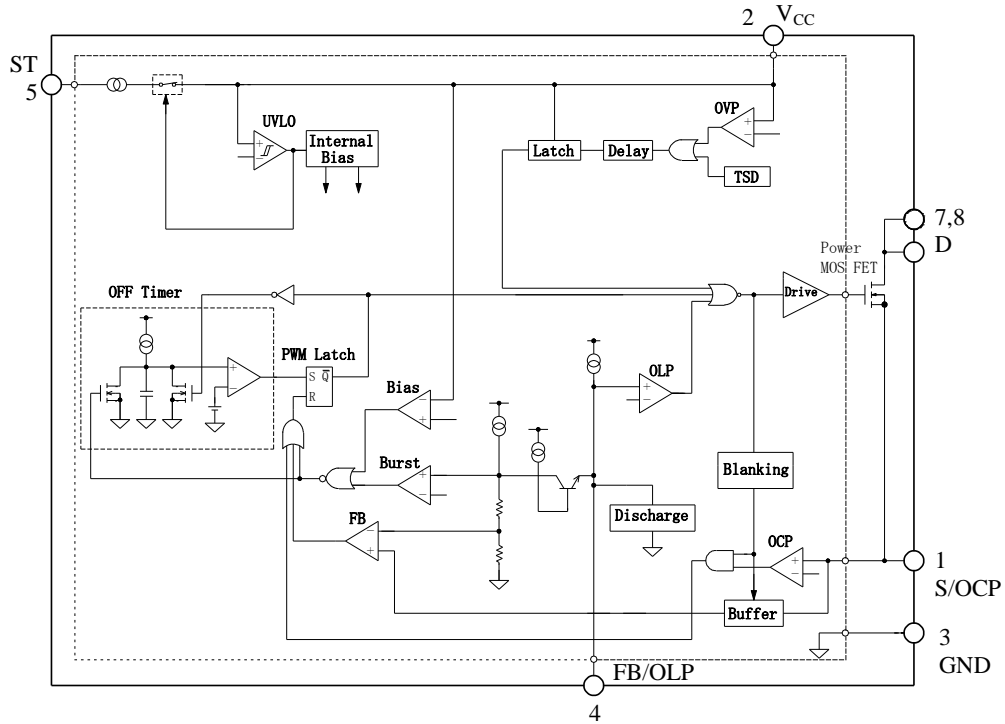 2 VCC
ST
5
OVP
UVLO
Internal
Bias
Latch
Delay
TSD
7,8
D
Power
MOS FET
OFF Timer
Drive
PWM Latch
S Q̄
R
OLP
Bias
Burst
Blanking
FB
Discharge
OCP
1
S/OCP
Buffer
3
GND
FB/OLP
4